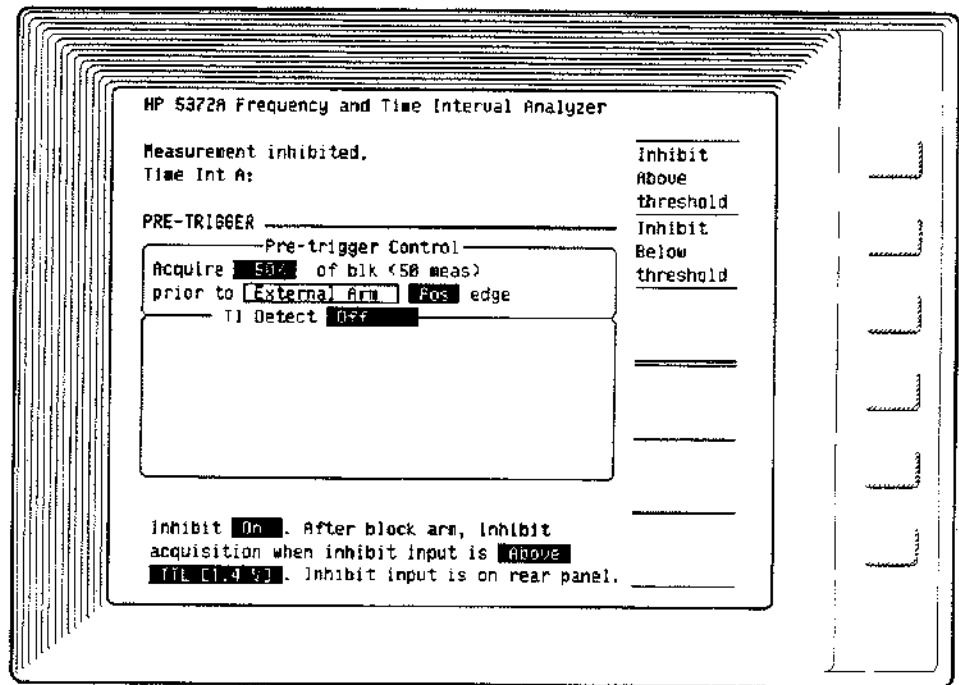 HP 5372A Frequency and Time Interval Analyzer
Measurement inhibited.
Time Int A:
PRE-TRIGGER
Pre-trigger Control
Acquire 50% of blk <50 meas>
prior to External Arm Pos edge
TI Detect Off
Inhibit On . After block arm, inhibit
acquisition when inhibit input is Above
TTL [1.4 V] . Inhibit input is on rear panel.
Inhibit
Above
threshold
Inhibit
Below
threshold